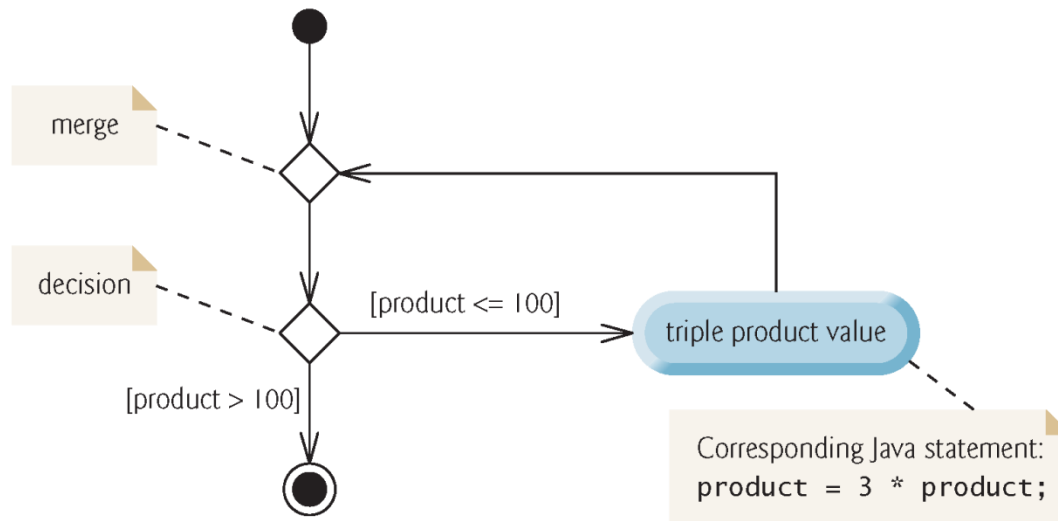 merge
decision
[product <= 100]
triple product value
[product > 100]
Corresponding Java statement:
product = 3 * product;